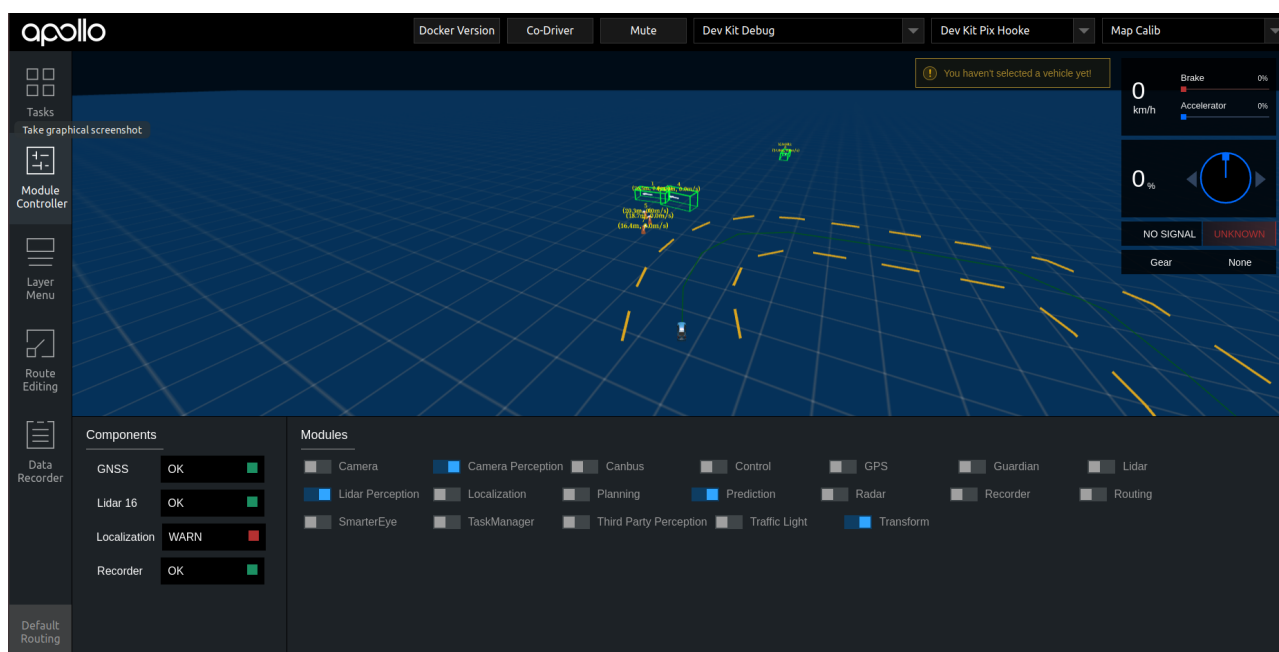 apollo
Docker Version
Co-Driver
Mute
Dev Kit Debug
Dev Kit Pix Hooke
Map Calib
Tasks
Take graphical screenshot
Module
Controller
Layer
Menu
Route
Editing
Data
Recorder
Default
Routing
You haven't selected a vehicle yet!
0
km/h
Brake 0%
Accelerator 0%
0 %
NO SIGNAL UNKNOWN
Gear None
(18.7m, 0.0m/s)
Components
GNSS OK
Lidar 16 OK
Localization WARN
Recorder OK
Modules
Camera Camera Perception Canbus Control GPS Guardian Lidar
Lidar Perception Localization Planning Prediction Radar Recorder Routing
SmarterEye TaskManager Third Party Perception Traffic Light Transform